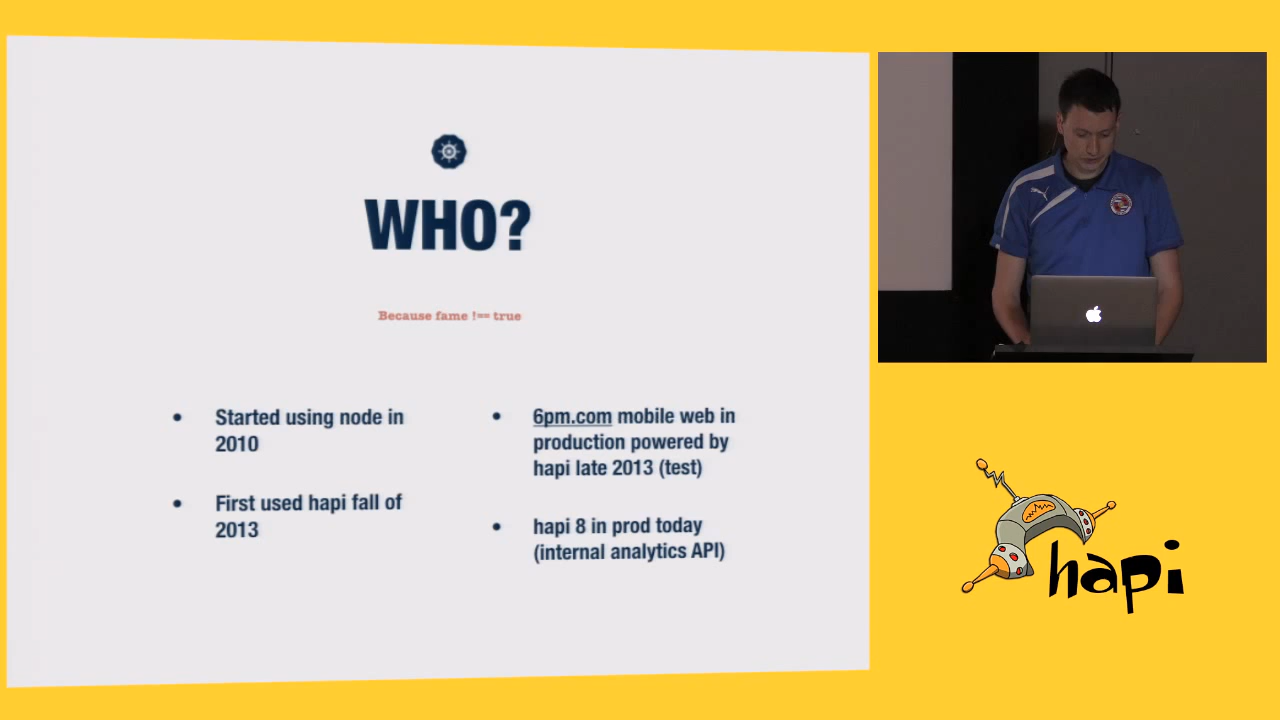 WHO?
Because fame !== true
• Started using node in
2010
• First used hapi fall of
2013
• 6pm.com mobile web in
production powered by
hapi late 2013 (test)
• hapi 8 in prod today
(internal analytics API)
hapi